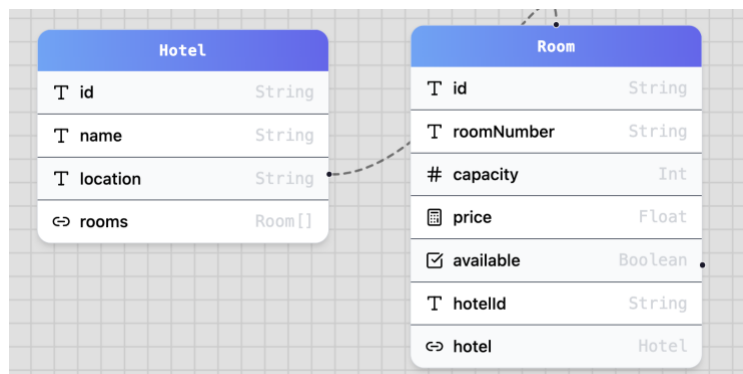 Hotel
id String
name String
location String
rooms Room[]
Room
id String
roomNumber String
capacity Int
price Float
available Boolean
hotelId String
hotel Hotel